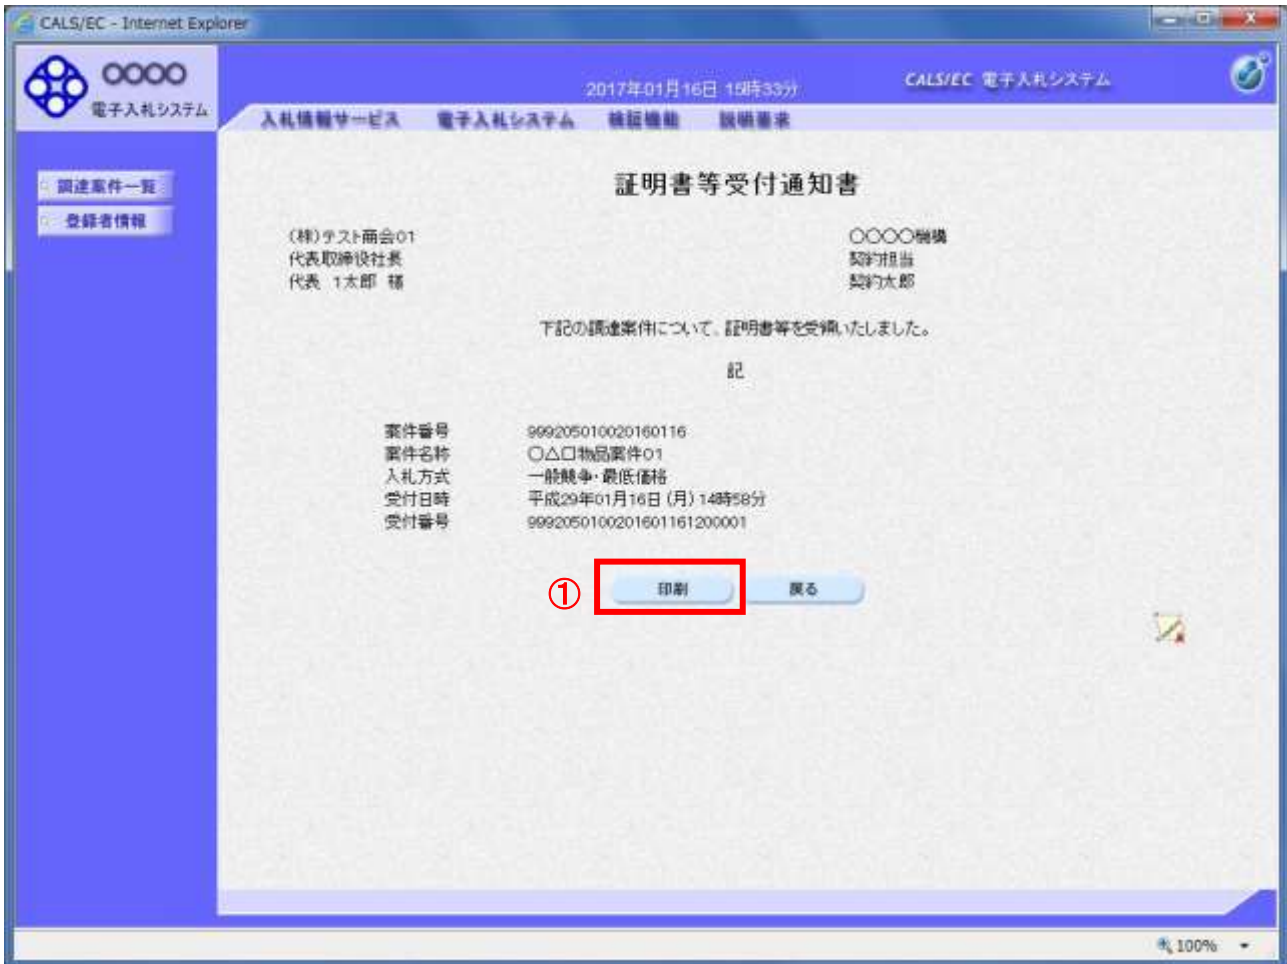 CALS/EC - Internet Explorer
〇〇〇〇
電子入札システム
2017年01月16日 15時33分
CALS/EC 電子入札システム
入札情報サービス 電子入札システム 検証機能 説明要求
調達案件一覧
登録者情報
証明書等受付通知書
(株)テスト商会01
代表取締役社長
代表 1太郎 様
〇〇〇〇機構
契約担当
契約太郎
下記の調達案件について、証明書等を受領いたしました。
記
案件番号 999205010020160116
案件名称 〇△口物品案件01
入札方式 一般競争・最低価格
受付日時 平成29年01月16日 (月) 14時58分
受付番号 9992050100201601161200001
① 印刷 戻る
100%